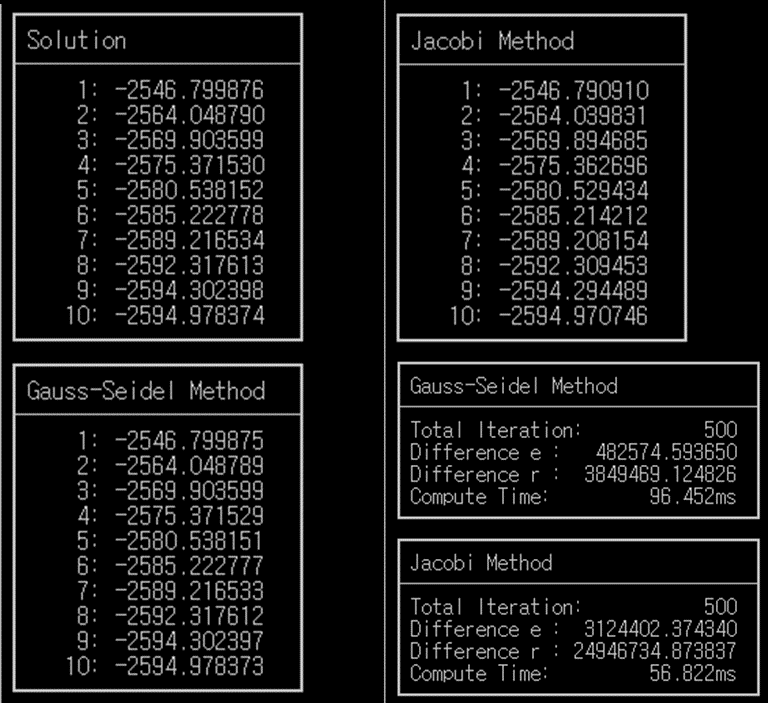 Solution
1: -2546.799876
2: -2564.048790
3: -2569.903599
4: -2575.371530
5: -2580.538152
6: -2585.222778
7: -2589.216534
8: -2592.317613
9: -2594.302398
10: -2594.978374
Gauss-Seidel Method
1: -2546.799875
2: -2564.048789
3: -2569.903599
4: -2575.371529
5: -2580.538151
6: -2585.222777
7: -2589.216533
8: -2592.317612
9: -2594.302397
10: -2594.978373
Jacobi Method
1: -2546.790910
2: -2564.039831
3: -2569.894685
4: -2575.362696
5: -2580.529434
6: -2585.214212
7: -2589.208154
8: -2592.309453
9: -2594.294489
10: -2594.970746
Gauss-Seidel Method
Total Iteration: 500
Difference e : 482574.593650
Difference r : 3849469.124826
Compute Time: 96.452ms
Jacobi Method
Total Iteration: 500
Difference e : 3124402.374340
Difference r : 24946734.873837
Compute Time: 56.822ms